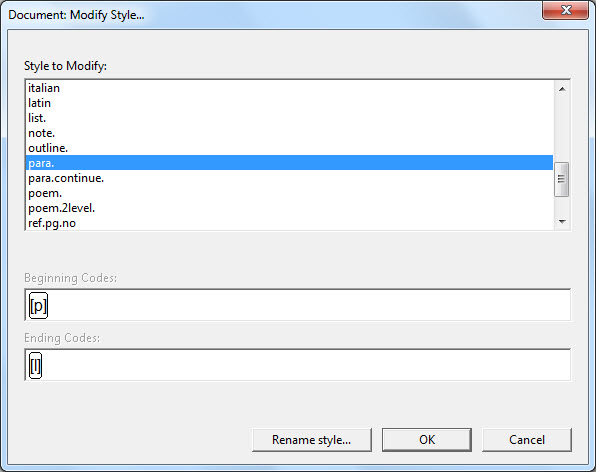 Document: Modify Style...
Style to Modify:
italian
latin
list.
note.
outline.
para.
para.continue.
poem.
poem.2level.
ref.pg.no
Beginning Codes:
[p]
Ending Codes:
[l]
Rename style... OK Cancel